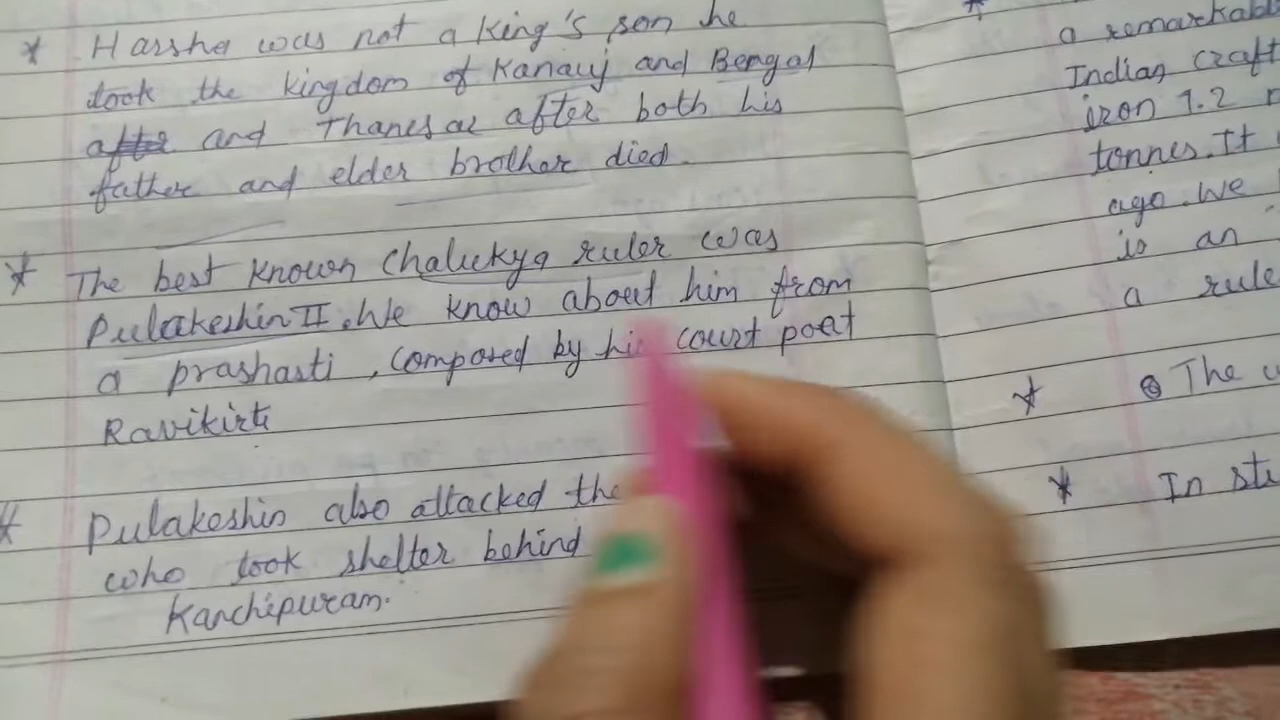 * Harsha was not a King's son he
took the kingdom of Kanauj and Bengal
after and Thanesar after both his
father and elder brother died.
* The best known Chalukya ruler was
Pulakeshin II. We know about him from
a prashasti, composed by his court poet
Ravikirti
* Pulakeshin also attacked the
who took shelter behind
Kanchipuram.
*
a remarkabl
Indian Craft
iron 7.2
tonnes. It
ago. We
is an
a rule
* The
* In